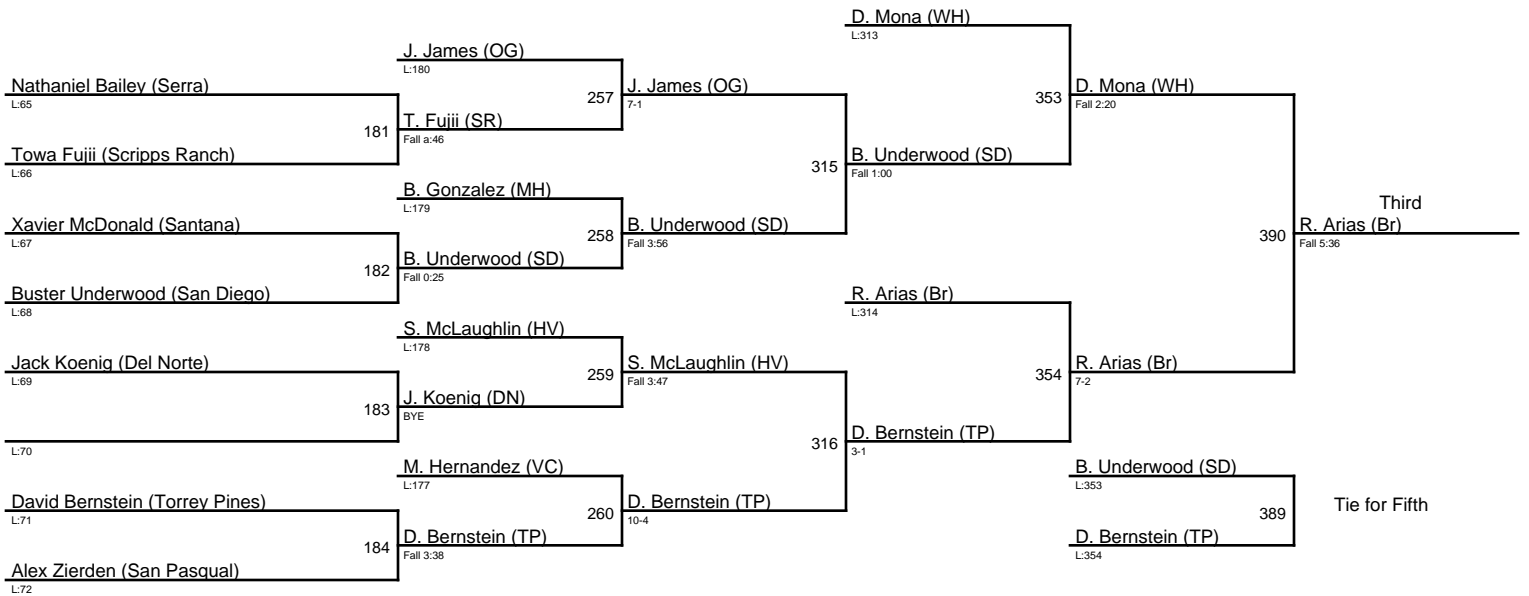 D. Mona (WH)
L:313
J. James (OG)
L:180
Nathaniel Bailey (Serra)
L:65
257
J. James (OG)
7-1
353
D. Mona (WH)
Fall 2:20
181
T. Fujii (SR)
Fall a:46
Towa Fujii (Scripps Ranch)
L:66
315
B. Underwood (SD)
Fall 1:00
B. Gonzalez (MH)
L:179
Third
Xavier McDonald (Santana)
L:67
258
B. Underwood (SD)
Fall 3:56
390
R. Arias (Br)
Fall 5:36
182
B. Underwood (SD)
Fall 0:25
Buster Underwood (San Diego)
L:68
R. Arias (Br)
L:314
S. McLaughlin (HV)
L:178
Jack Koenig (Del Norte)
L:69
259
S. McLaughlin (HV)
Fall 3:47
354
R. Arias (Br)
7-2
183
J. Koenig (DN)
BYE
L:70
316
D. Bernstein (TP)
3-1
M. Hernandez (VC)
L:177
B. Underwood (SD)
L:353
David Bernstein (Torrey Pines)
L:71
260
D. Bernstein (TP)
10-4
389
Tie for Fifth
184
D. Bernstein (TP)
Fall 3:38
D. Bernstein (TP)
L:354
Alex Zierden (San Pasqual)
L:72